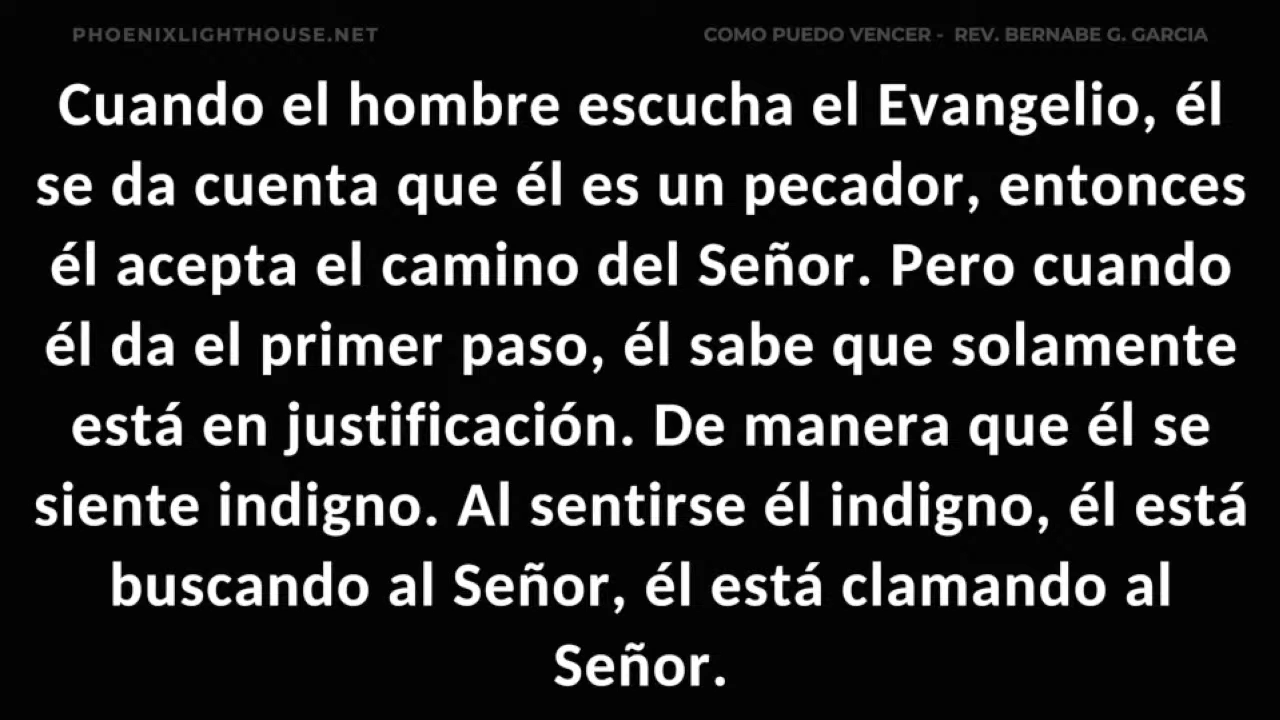 PHOENIXLIGHTHOUSE.NET
COMO PUEDO VENCER - REV. BERNABE G. GARCIA
Cuando el hombre escucha el Evangelio, él
se da cuenta que él es un pecador, entonces
él acepta el camino del Señor. Pero cuando
él da el primer paso, él sabe que solamente
está en justificación. De manera que él se
siente indigno. Al sentirse él indigno, él está
buscando al Señor, él está clamando al
Señor.